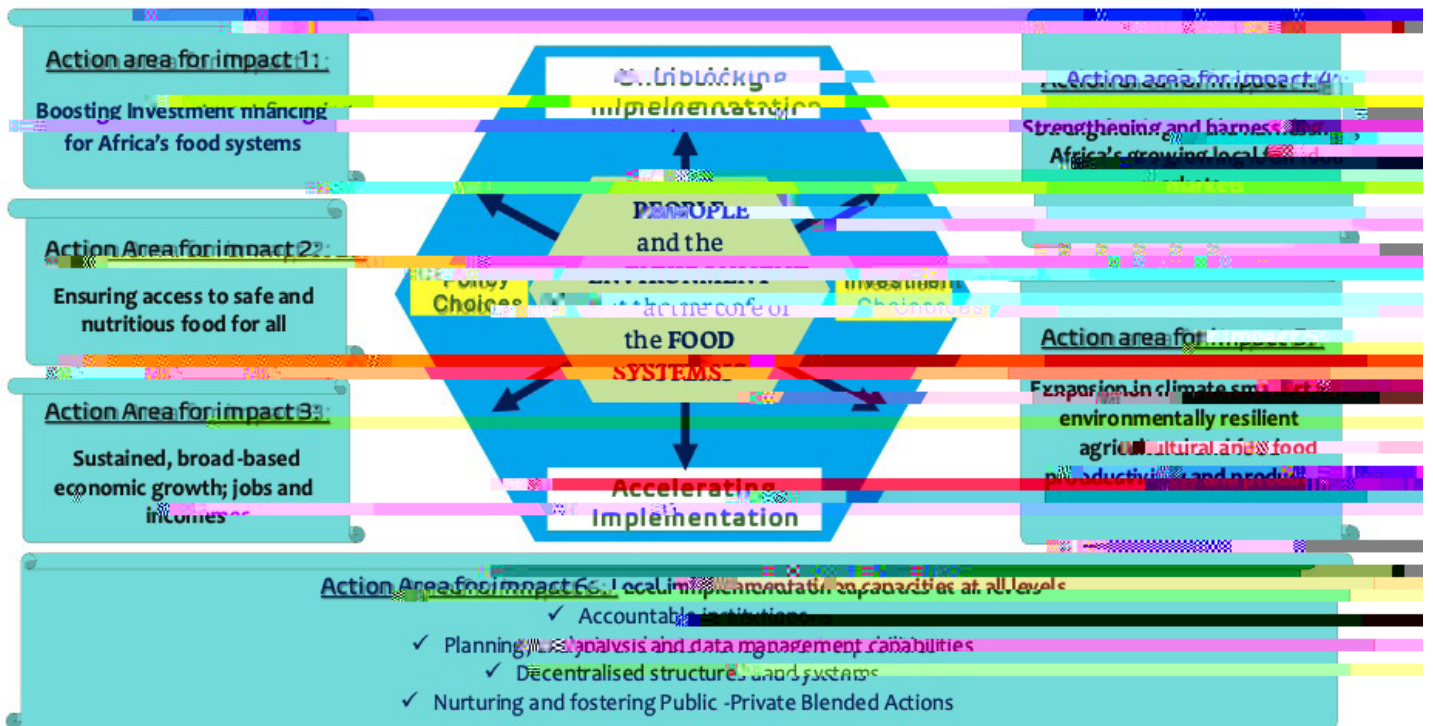 Action area for impact 1:
Boosting Investment financing
for Africa's food systems
Action Area for impact 2:
Ensuring access to safe and
nutritious food for all
Action Area for impact 3:
Sustained, broad-based
economic growth; jobs and
incomes
Implementation
PEOPLE
and the
ENVIRONMENT
at the core of
the FOOD
SYSTEMS
Policy
Choices
Investment
Choices
Accelerating
Implementation
Action area for impact 4:
Strengthening and harnessing
Africa's growing local food
markets
Action area for impact 5:
Expansion in climate smart
environmentally resilient
agricultural and food
productivity and
Action Area for impact 6: Local implementation capacities at all levels
✓ Accountable institutions
✓ Planning, analysis and data management capabilities
✓ Decentralised structures and systems
✓ Nurturing and fostering Public -Private Blended Actions